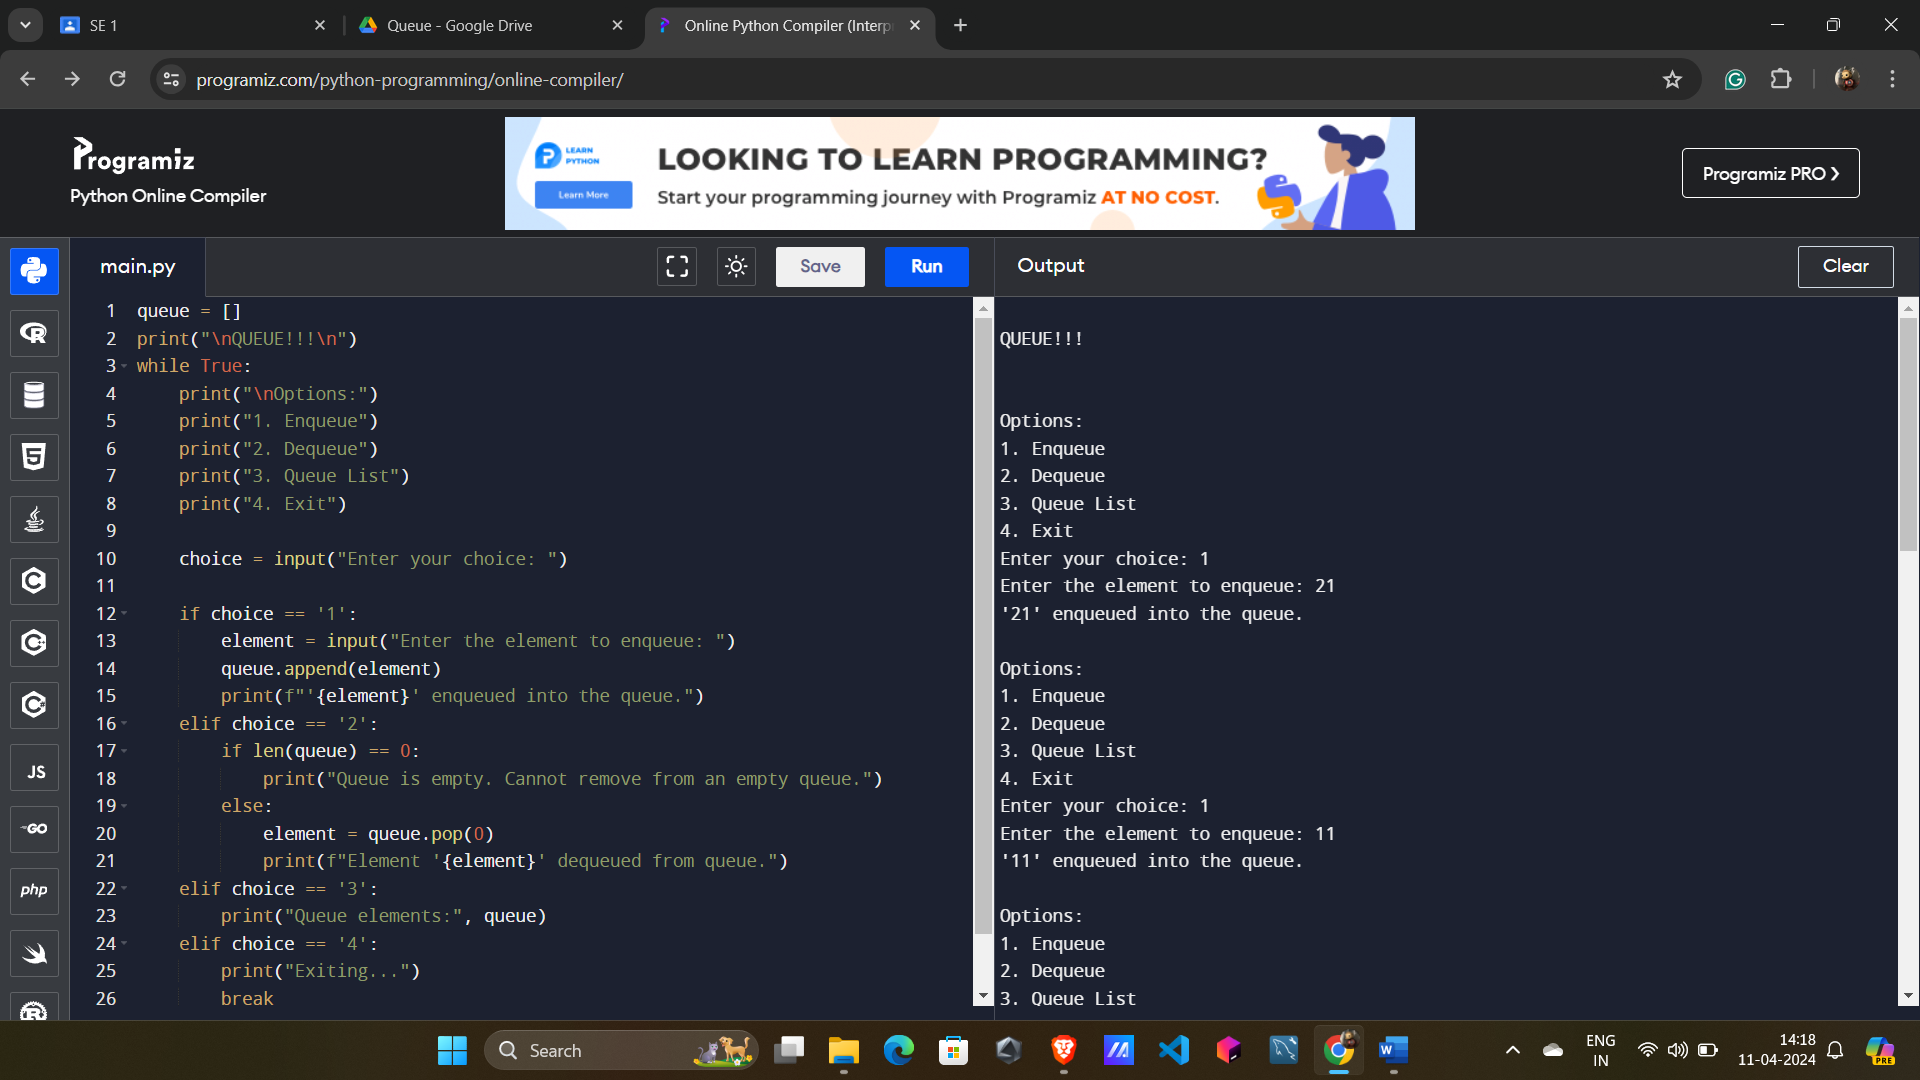 SE 1
Queue - Google Drive
Online Python Compiler (Interp
programiz.com/python-programming/online-compiler/
Programiz
Python Online Compiler
LEARN
PYTHON
Learn More
LOOKING TO LEARN PROGRAMMING?
Start your programming journey with Programiz AT NO COST.
Programiz PRO
main.py
Save
Run
Output
Clear
1 queue = []
2 print("\nQUEUE!!!\n")
3 while True:
4 print("\nOptions:")
5 print("1. Enqueue")
6 print("2. Dequeue")
7 print("3. Queue List")
8 print("4. Exit")
9
10 choice = input("Enter your choice: ")
11
12 if choice == '1':
13 element = input("Enter the element to enqueue: ")
14 queue.append(element)
15 print(f"'{element}' enqueued into the queue.")
16 elif choice == '2':
17 if len(queue) == 0:
18 print("Queue is empty. Cannot remove from an empty queue.")
19 else:
20 element = queue.pop(0)
21 print(f"Element '{element}' dequeued from queue.")
22 elif choice == '3':
23 print("Queue elements:", queue)
24 elif choice == '4':
25 print("Exiting...")
26 break
QUEUE!!!
Options:
1. Enqueue
2. Dequeue
3. Queue List
4. Exit
Enter your choice: 1
Enter the element to enqueue: 21
'21' enqueued into the queue.
Options:
1. Enqueue
2. Dequeue
3. Queue List
4. Exit
Enter your choice: 1
Enter the element to enqueue: 11
'11' enqueued into the queue.
Options:
1. Enqueue
2. Dequeue
3. Queue List
JS
GO
php
Search
ENG
IN
14:18
11-04-2024
PRE